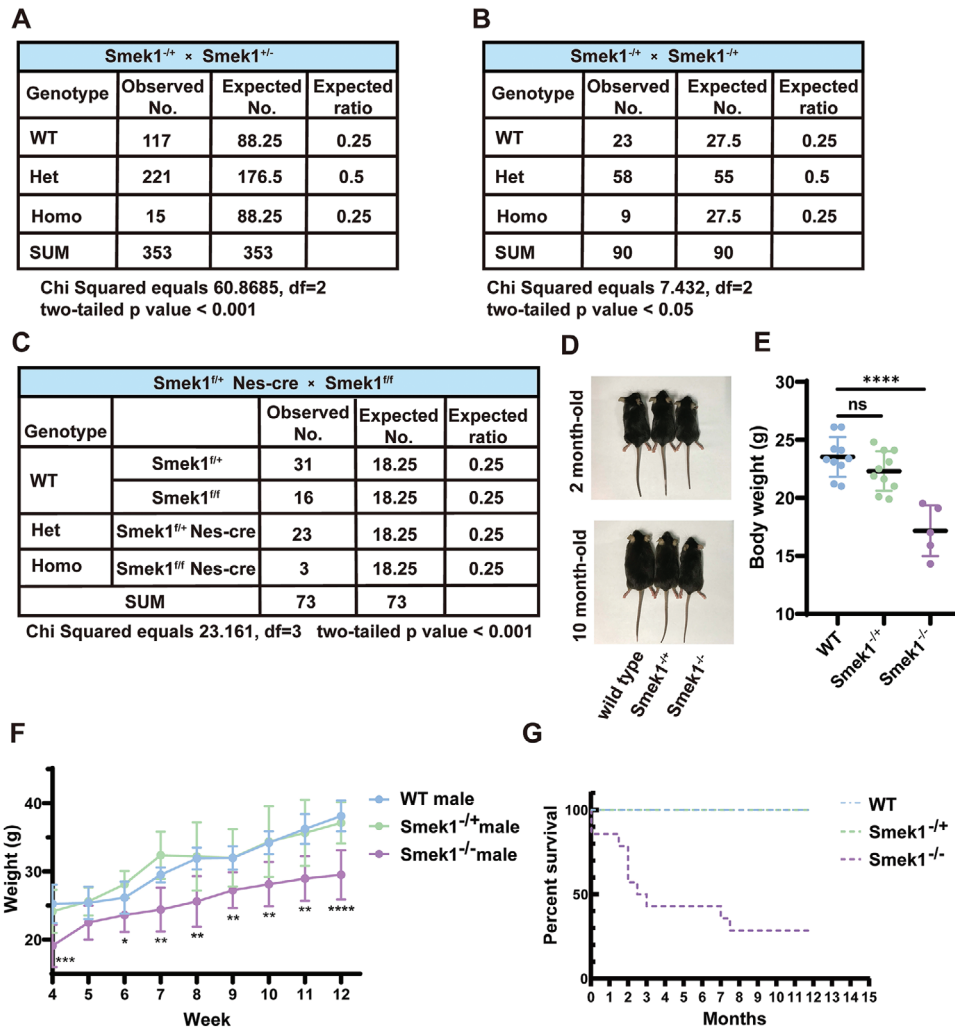 A
Smek1-/+ × Smek1+/-
Genotype Observed No. Expected No. Expected ratio
WT 117 88.25 0.25
Het 221 176.5 0.5
Homo 15 88.25 0.25
SUM 353 353
Chi Squared equals 60.8685, df=2
two-tailed p value < 0.001
B
Smek1-/+ × Smek1-/+
Genotype Observed No. Expected No. Expected ratio
WT 23 27.5 0.25
Het 58 55 0.5
Homo 9 27.5 0.25
SUM 90 90
Chi Squared equals 7.432, df=2
two-tailed p value < 0.05
C
Smek1f/+ Nes-cre × Smek1f/f
Genotype Observed No. Expected No. Expected ratio
WT Smek1f/+ 31 18.25 0.25
Smek1f/f 16 18.25 0.25
Het Smek1f/+ Nes-cre 23 18.25 0.25
Homo Smek1f/f Nes-cre 3 18.25 0.25
SUM 73 73
Chi Squared equals 23.161, df=3 two-tailed p value < 0.001
D
2 month-old
10 month-old
wild type
Smek1-/+
Smek1-/-
E
Body weight (g)
30
25
20
15
10
****
ns
WT
Smek1-/+
Smek1-/-
F
Weight (g)
40
30
20
*** * ** ** ** ** ** ****
4 5 6 7 8 9 10 11 12
Week
WT male
Smek1-/+male
Smek1-/-male
G
Percent survival
100
50
0
0 1 2 3 4 5 6 7 8 9 10 11 12 13 14 15
Months
WT
Smek1-/+
Smek1-/-